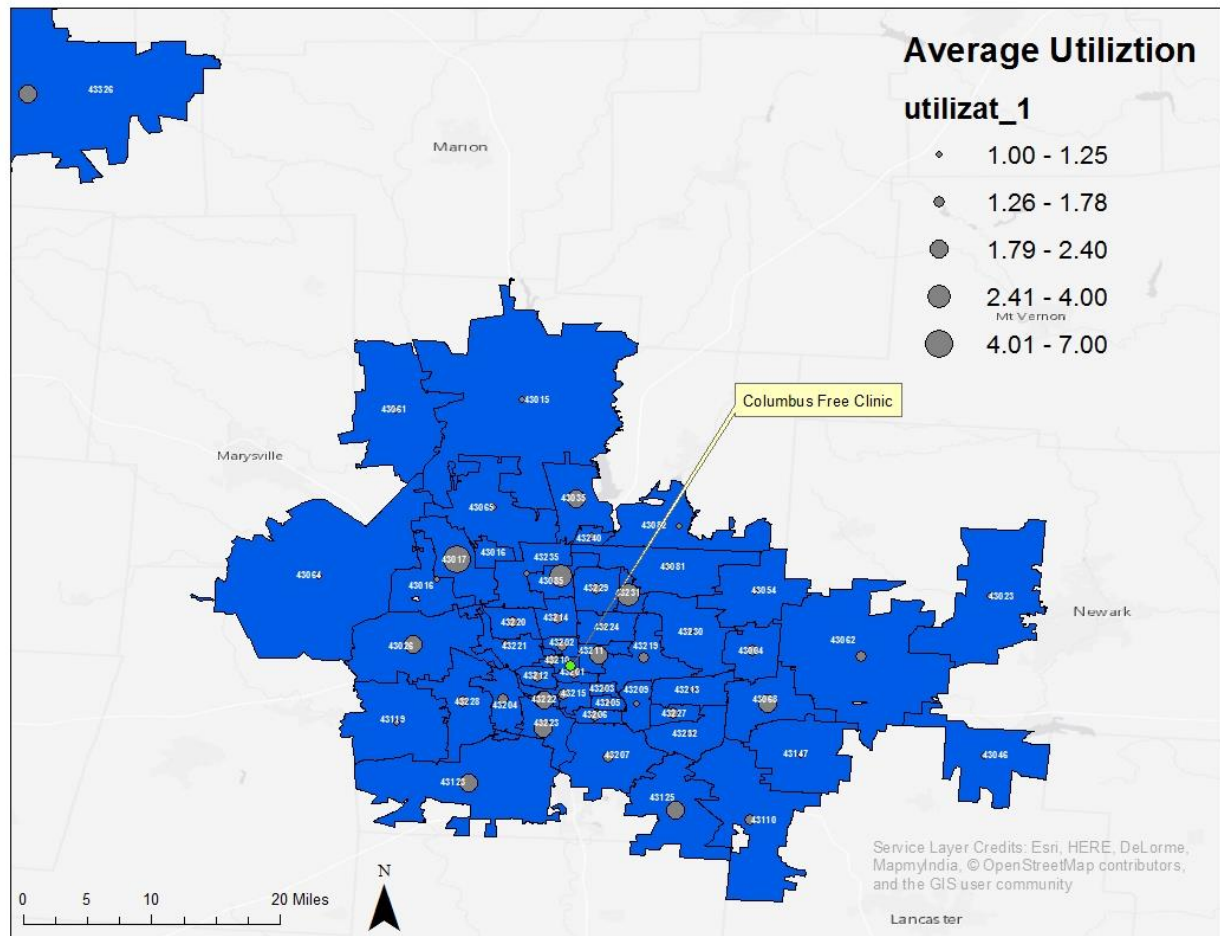 Average Utiliztion
utilizat_1
1.00 - 1.25
1.26 - 1.78
1.79 - 2.40
2.41 - 4.00
4.01 - 7.00
43326
Marion
Mt Vernon
Columbus Free Clinic
43015
43061
Marysville
43035
43065
43082
43240
43017
43016
43235
43081
43064
43016
43085
43229
43231
43054
43023
Newark
43220
43214
43224
43230
43062
43026
43221
43202
43211
43219
43004
43210
43201
43212
43228
43204
43222
43215
43203
43205
43206
43209
43213
43227
43068
43119
43223
43232
43207
43147
43046
43123
43125
43110
Service Layer Credits: Esri, HERE, DeLorme,
MapmyIndia, © OpenStreetMap contributors,
and the GIS user community
N
0 5 10 20 Miles
Lancaster